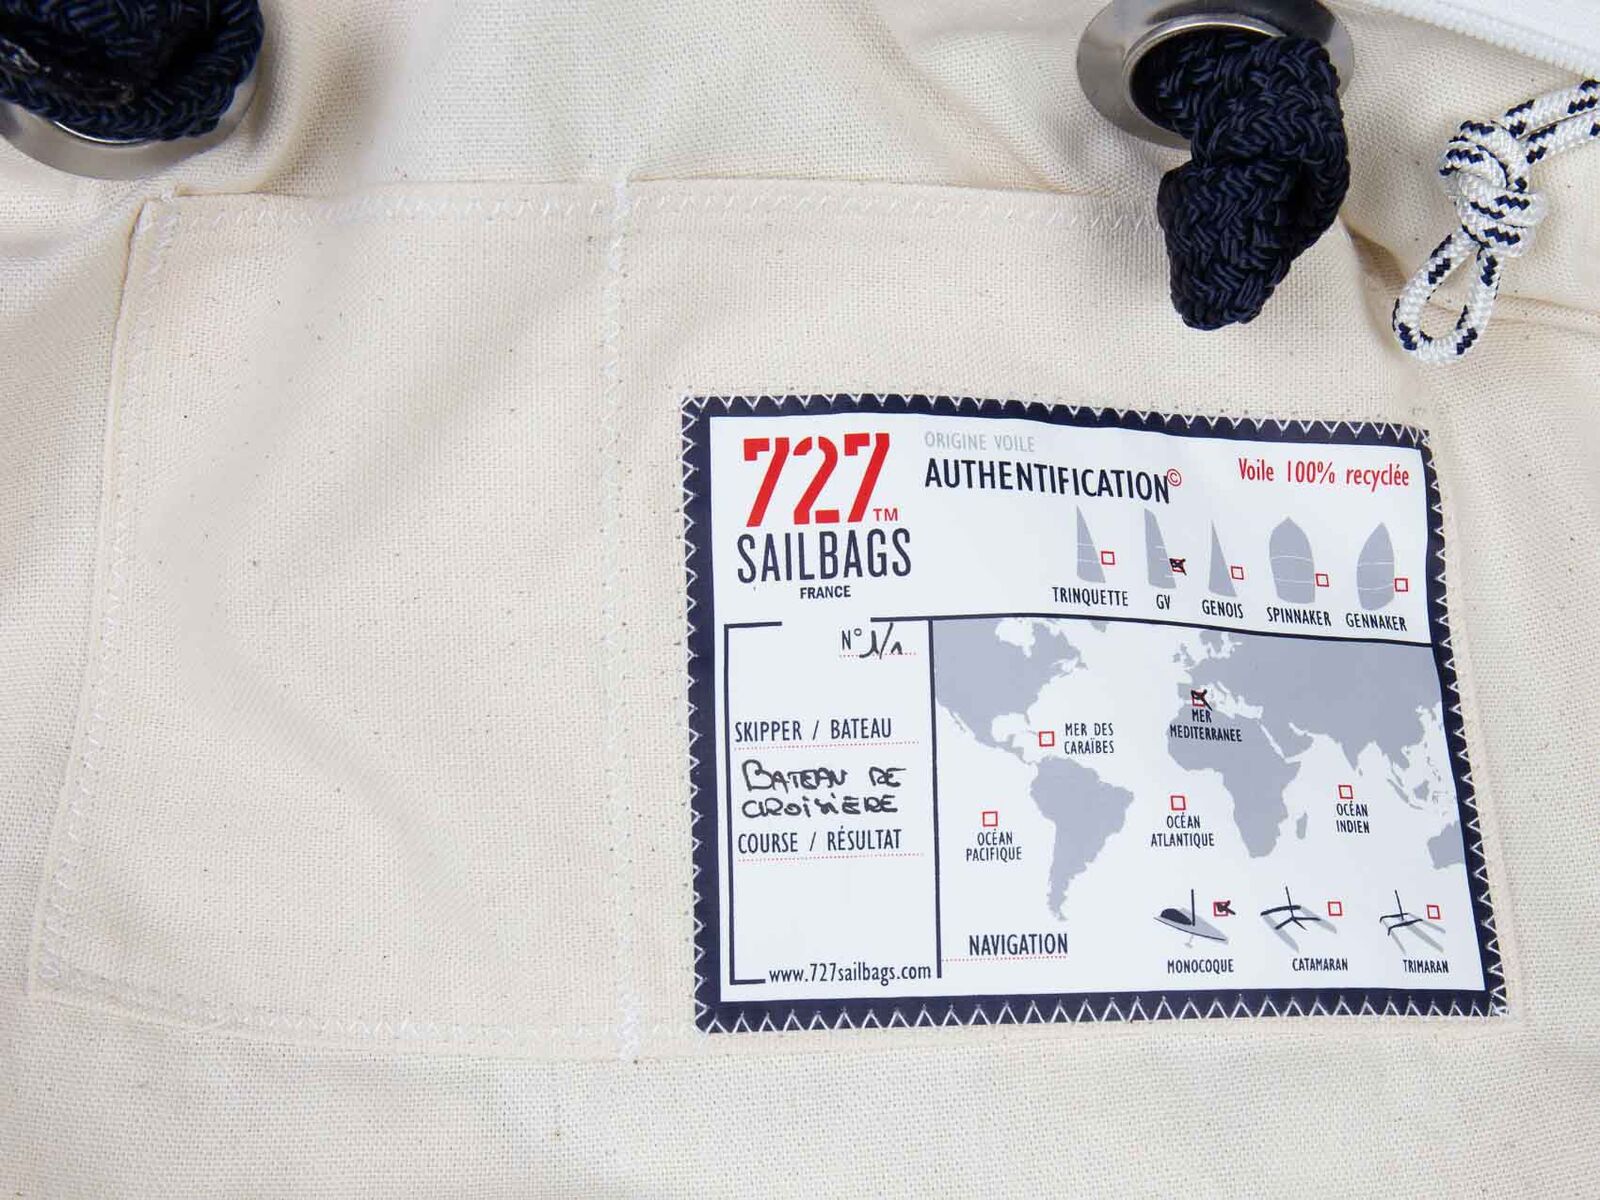 727™
SAILBAGS
FRANCE
ORIGINE VOILE
AUTHENTIFICATION©
Voile 100% recyclée
TRINQUETTE
GV
GENOIS
SPINNAKER
GENNAKER
N° 1/1
SKIPPER / BATEAU
BATEAU DE
CROISIÈRE
COURSE / RÉSULTAT
www.727sailbags.com
MER DES
CARAÏBES
MER
MEDITERRANEE
OCÉAN
PACIFIQUE
OCÉAN
ATLANTIQUE
OCÉAN
INDIEN
NAVIGATION
MONOCOQUE
CATAMARAN
TRIMARAN